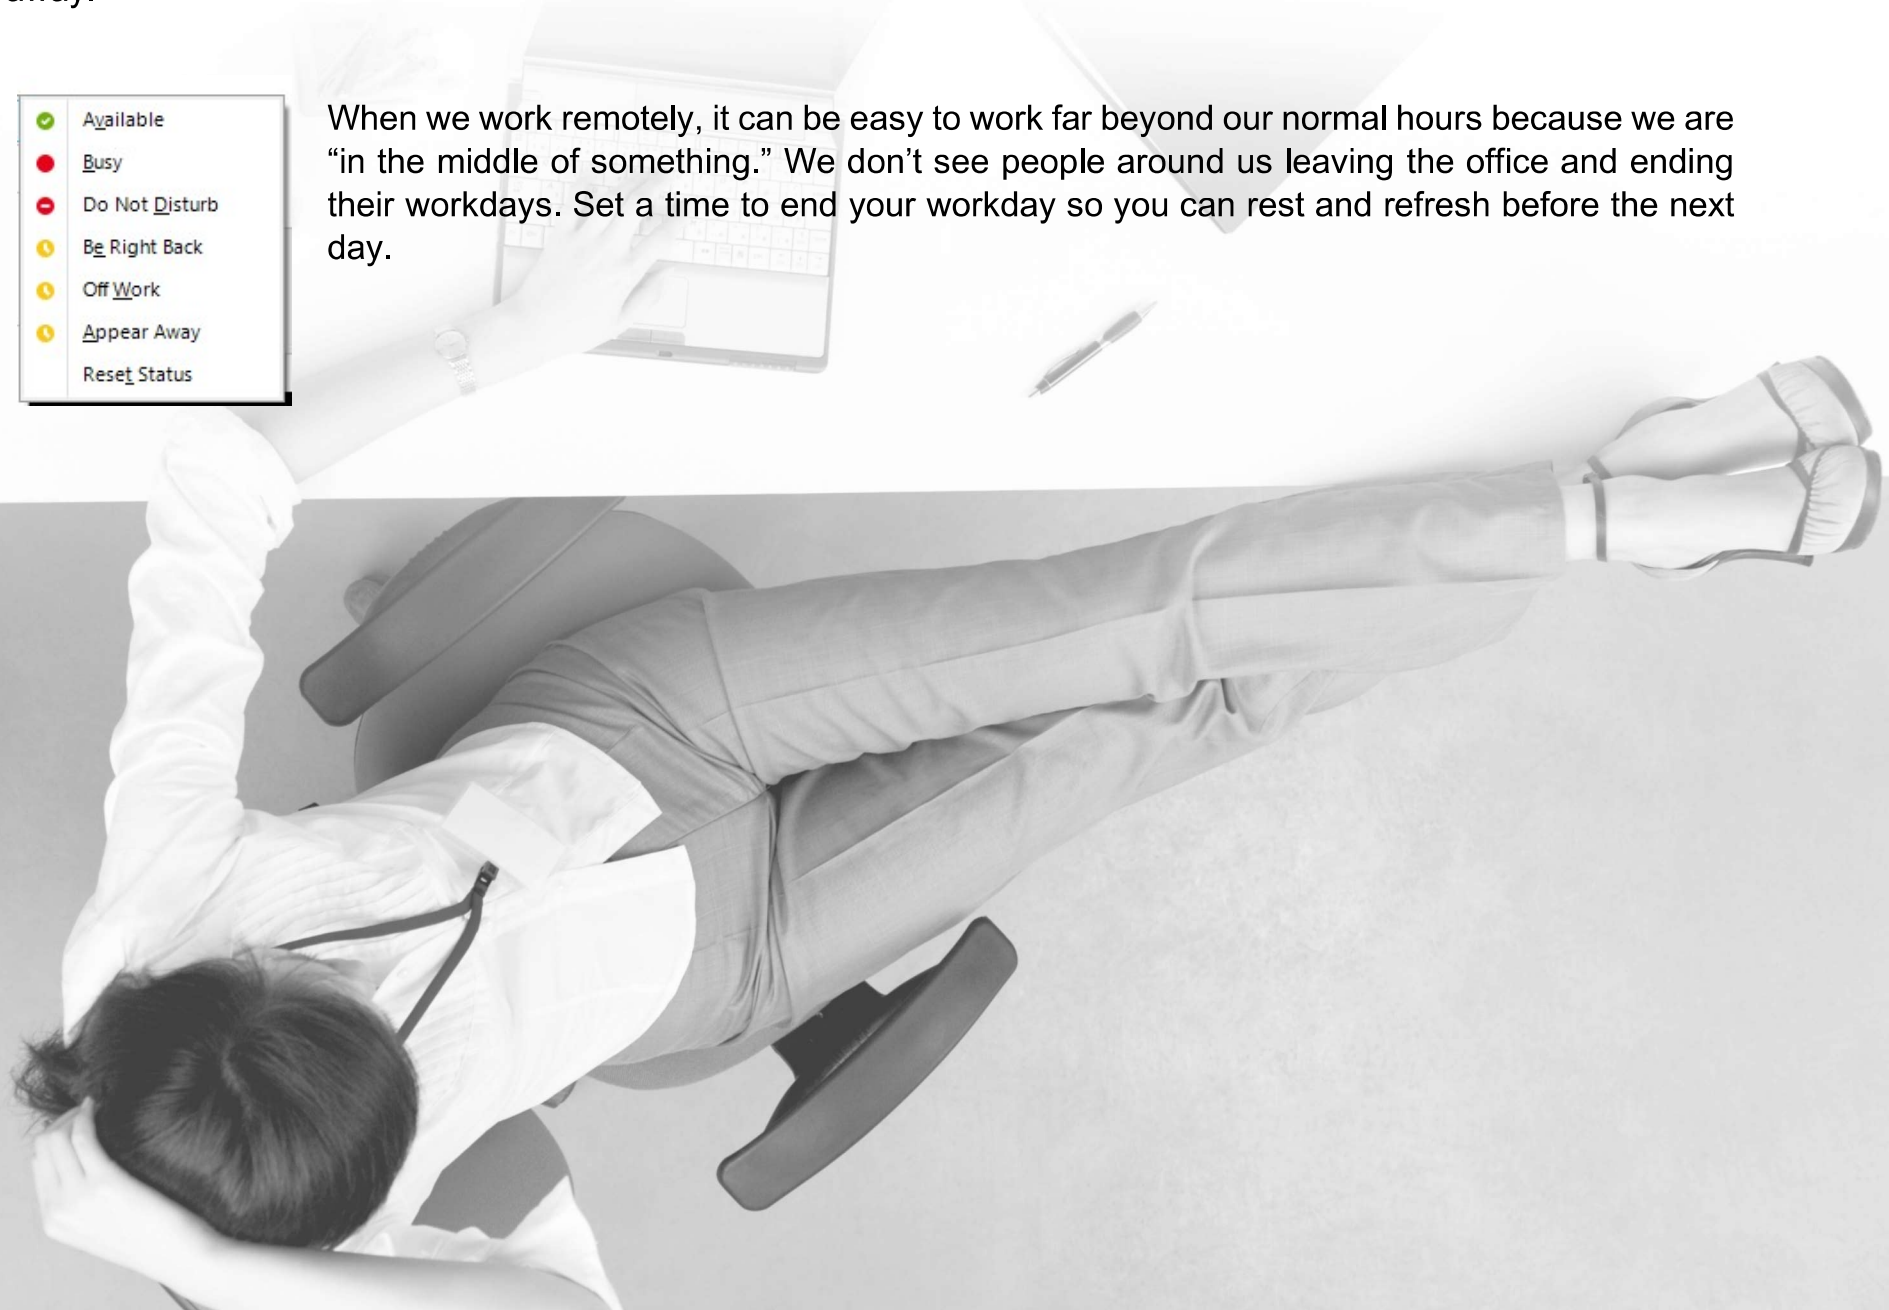 Available
Busy
Do Not Disturb
Be Right Back
Off Work
Appear Away
Reset Status
When we work remotely, it can be easy to work far beyond our normal hours because we are
“in the middle of something.” We don’t see people around us leaving the office and ending
their workdays. Set a time to end your workday so you can rest and refresh before the next
day.